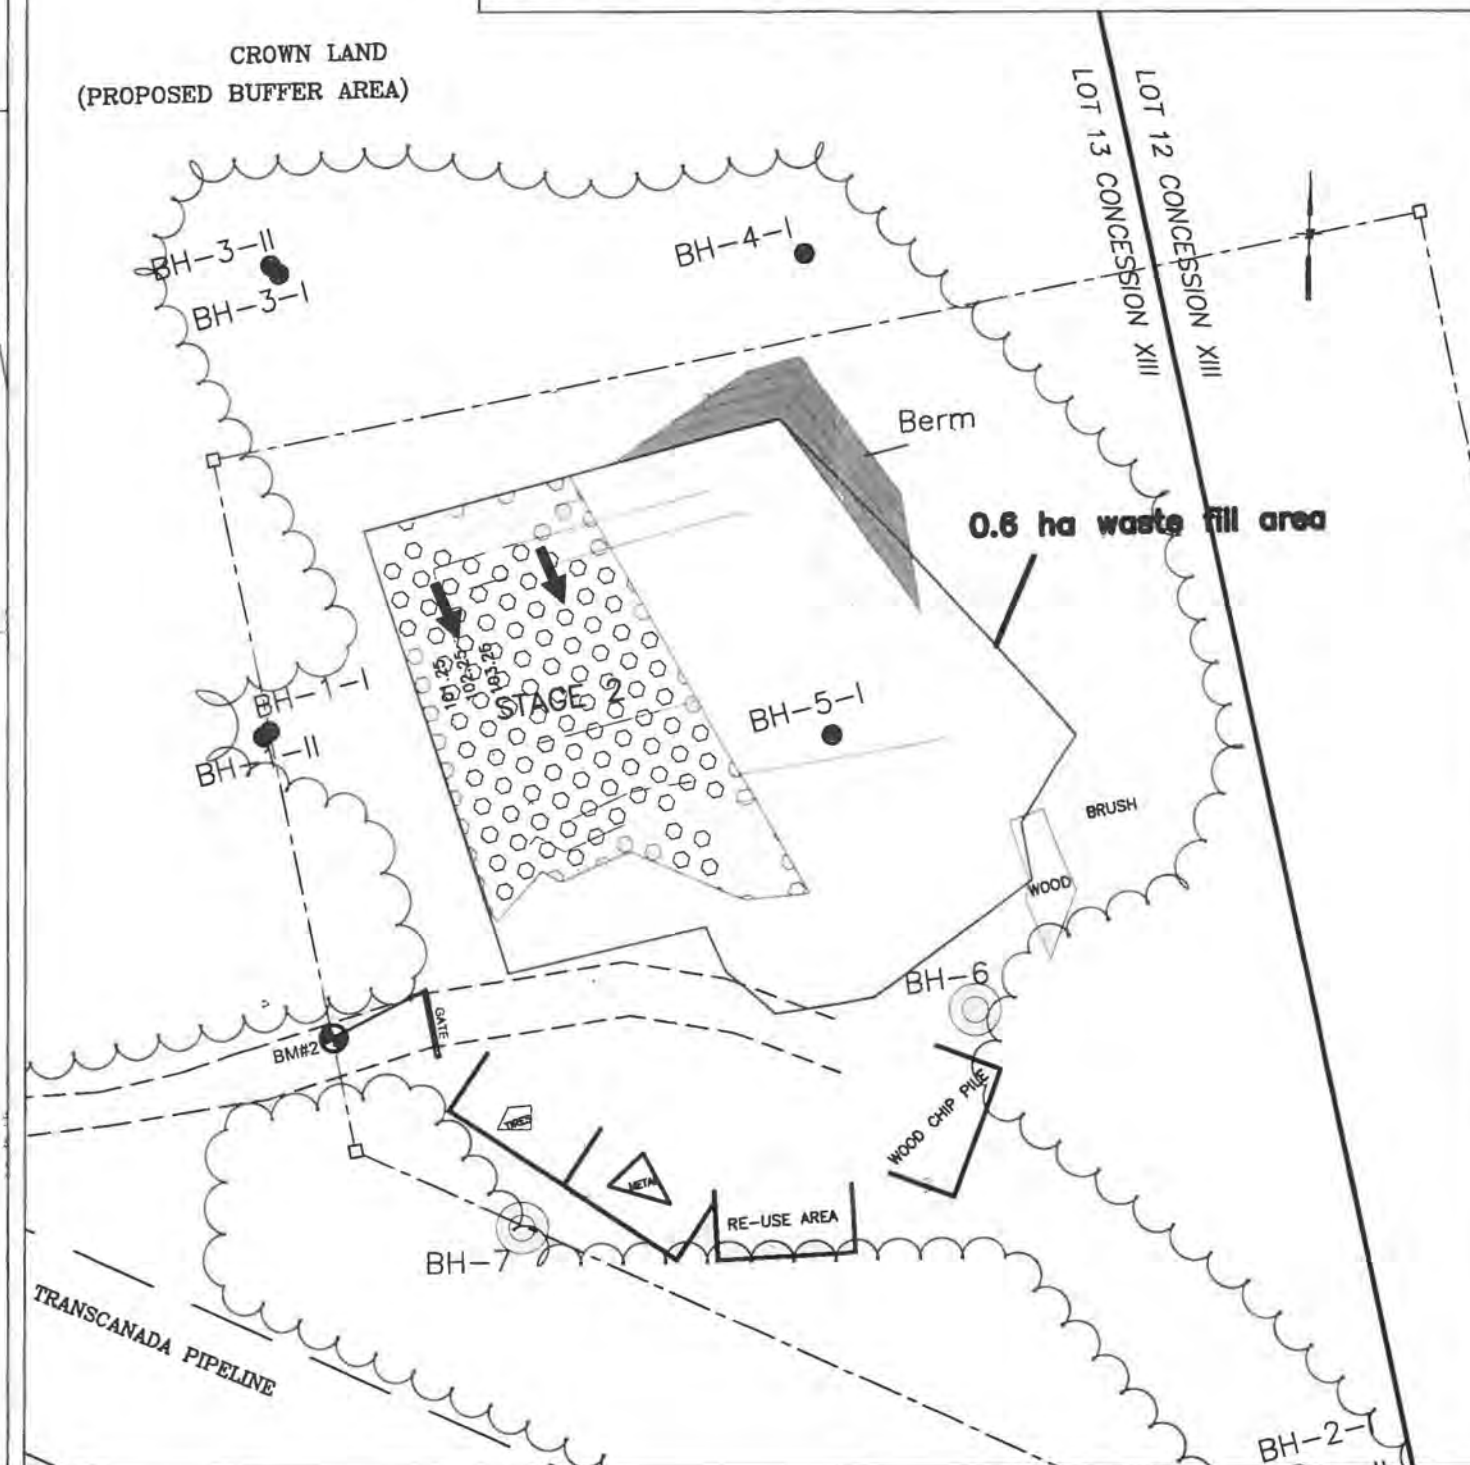 CROWN LAND
(PROPOSED BUFFER AREA)
LOT 13 CONCESSION XIII
LOT 12 CONCESSION XIII
BH-3-II
BH-3-I
BH-4-I
Berm
0.6 ha waste fill area
101.25
102.25
103.25
STAGE 2
BH-1-I
BH-1-II
BH-5-I
BRUSH
WOOD
BH-6
GATE
BM#2
TIRES
METAL
WOOD CHIP PILE
RE-USE AREA
BH-7
TRANSCANADA PIPELINE
BH-2-I